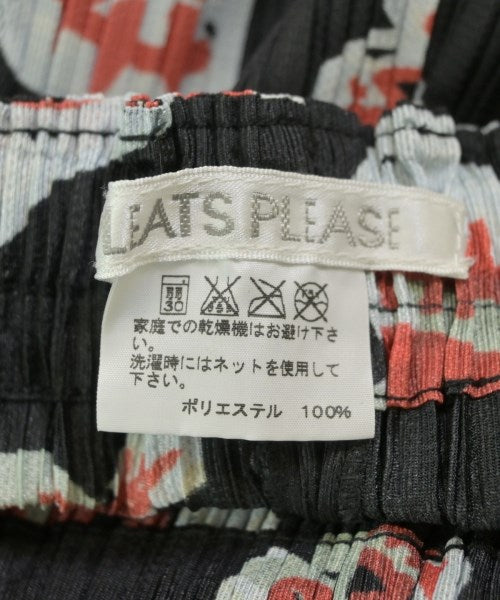 LEATS PLEASE
弱
30
家庭での乾燥機はお避け下さ
い。
洗濯時にはネットを使用して
下さい。
ポリエステル 100%